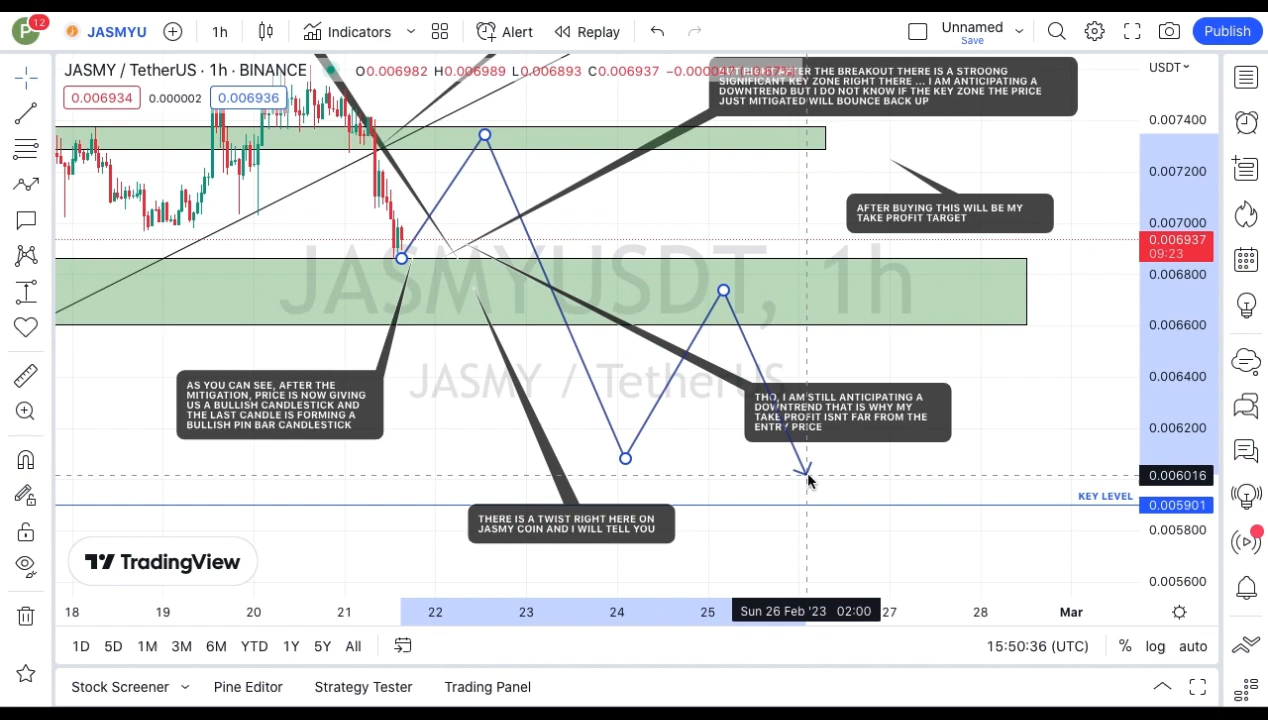 P 12 JASMYU 1h Indicators Alert Replay Unnamed Save Publish
JASMY / TetherUS · 1h · BINANCE O0.006982 H0.006989 L0.006893 C0.006937
0.006934 0.000002 0.006936
USDT
AFTER THE BREAKOUT THERE IS A STROONG
SIGNIFICANT KEY ZONE RIGHT THERE ... I AM ANTICIPATING A
DOWNTREND BUT I DO NOT KNOW IF THE KEY ZONE THE PRICE
JUST MITIGATED WILL BOUNCE BACK UP
AFTER BUYING THIS WILL BE MY
TAKE PROFIT TARGET
JASMYUSDT, 1h
JASMY / TetherUS
AS YOU CAN SEE, AFTER THE
MITIGATION, PRICE IS NOW GIVING
US A BULLISH CANDLESTICK AND
THE LAST CANDLE IS FORMING A
BULLISH PIN BAR CANDLESTICK
THO, I AM STILL ANTICIPATING A
DOWNTREND THAT IS WHY MY
TAKE PROFIT ISNT FAR FROM THE
ENTRY PRICE
THERE IS A TWIST RIGHT HERE ON
JASMY COIN AND I WILL TELL YOU
KEY LEVEL
0.007400
0.007200
0.007000
0.006937
09:23
0.006800
0.006600
0.006400
0.006200
0.006016
0.005901
0.005800
0.005600
TradingView
18 19 20 21 22 23 24 25 Sun 26 Feb '23 02:00 27 28 Mar
1D 5D 1M 3M 6M YTD 1Y 5Y All 15:50:36 (UTC) % log auto
Stock Screener Pine Editor Strategy Tester Trading Panel